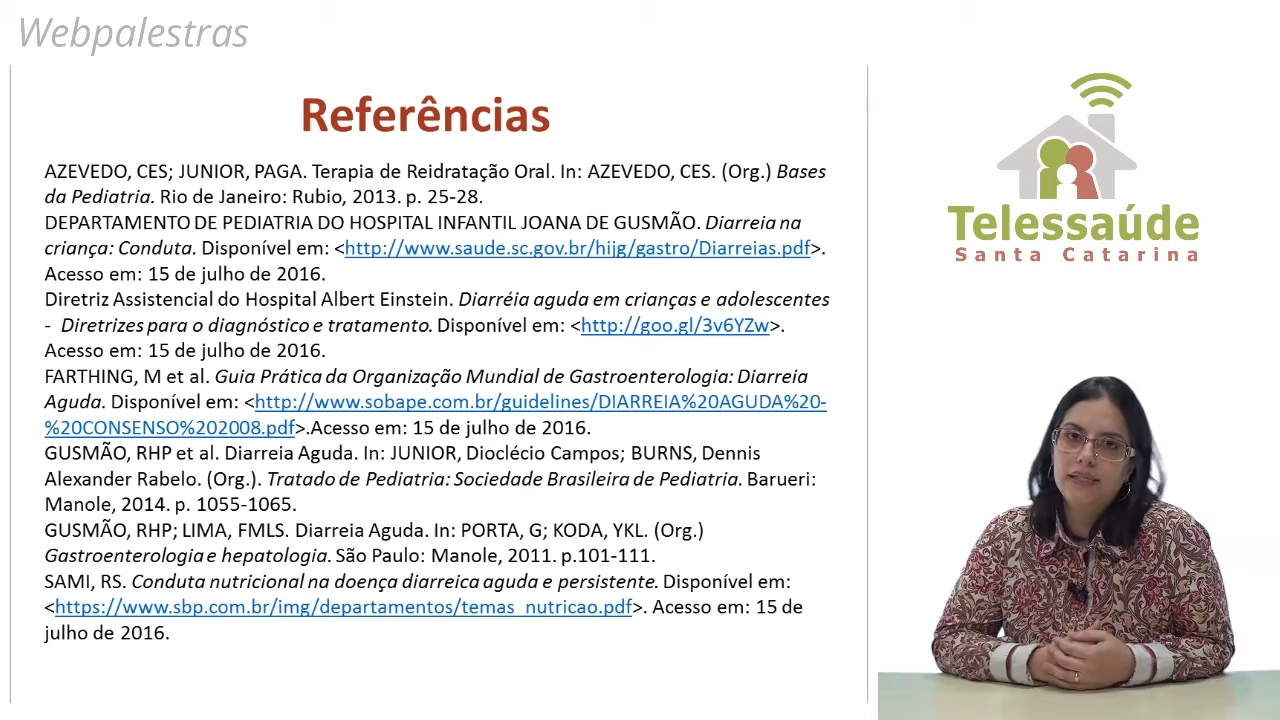 Webpalestras
Referências
AZEVEDO, CES; JUNIOR, PAGA. Terapia de Reidratação Oral. In: AZEVEDO, CES. (Org.) Bases
da Pediatria. Rio de Janeiro: Rubio, 2013. p. 25-28.
DEPARTAMENTO DE PEDIATRIA DO HOSPITAL INFANTIL JOANA DE GUSMÃO. Diarreia na
criança: Conduta. Disponível em: <http://www.saude.sc.gov.br/hijg/gastro/Diarreias.pdf>.
Acesso em: 15 de julho de 2016.
Diretriz Assistencial do Hospital Albert Einstein. Diarréia aguda em crianças e adolescentes
- Diretrizes para o diagnóstico e tratamento. Disponível em: <http://goo.gl/3v6YZw>.
Acesso em: 15 de julho de 2016.
FARTHING, M et al. Guia Prática da Organização Mundial de Gastroenterologia: Diarreia
Aguda. Disponível em: <http://www.sobape.com.br/guidelines/DIARREIA%20AGUDA%20-
%20CONSENSO%202008.pdf>.Acesso em: 15 de julho de 2016.
GUSMÃO, RHP et al. Diarreia Aguda. In: JUNIOR, Dioclécio Campos; BURNS, Dennis
Alexander Rabelo. (Org.). Tratado de Pediatria: Sociedade Brasileira de Pediatria. Barueri:
Manole, 2014. p. 1055-1065.
GUSMÃO, RHP; LIMA, FMLS. Diarreia Aguda. In: PORTA, G; KODA, YKL. (Org.)
Gastroenterologia e hepatologia. São Paulo: Manole, 2011. p.101-111.
SAMI, RS. Conduta nutricional na doença diarreica aguda e persistente. Disponível em:
<https://www.sbp.com.br/img/departamentos/temas_nutricao.pdf>. Acesso em: 15 de
julho de 2016.
Telessaúde
Santa Catarina